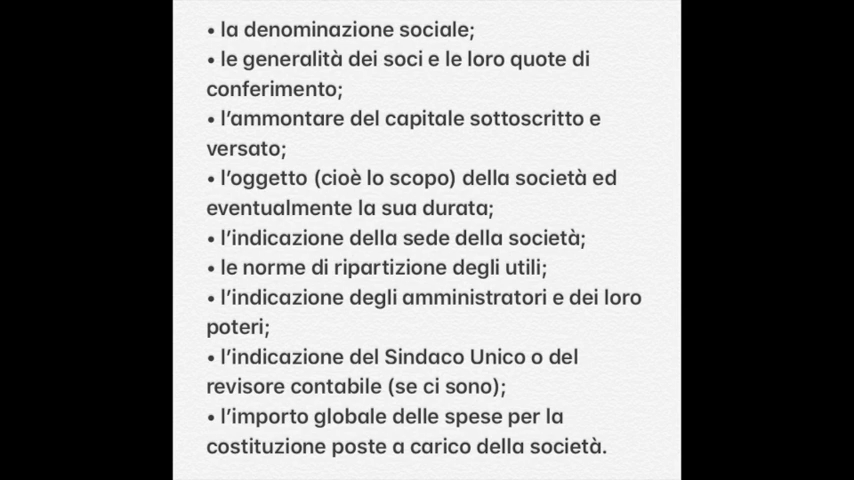 • la denominazione sociale;
• le generalità dei soci e le loro quote di
conferimento;
• l’ammontare del capitale sottoscritto e
versato;
• l’oggetto (cioè lo scopo) della società ed
eventualmente la sua durata;
• l’indicazione della sede della società;
• le norme di ripartizione degli utili;
• l’indicazione degli amministratori e dei loro
poteri;
• l’indicazione del Sindaco Unico o del
revisore contabile (se ci sono);
• l’importo globale delle spese per la
costituzione poste a carico della società.